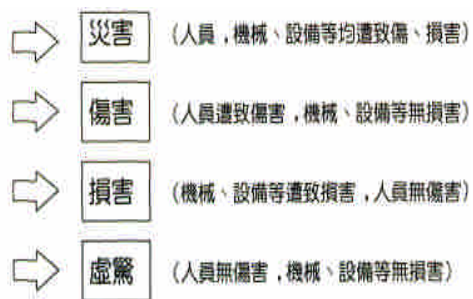 災害 (人員,機械、設備等均遭致傷、損害)
傷害 (人員遭致傷害,機械、設備等無損害)
損害 (機械、設備等遭致損害,人員無傷害)
虛驚 (人員無傷害,機械、設備等無損害)